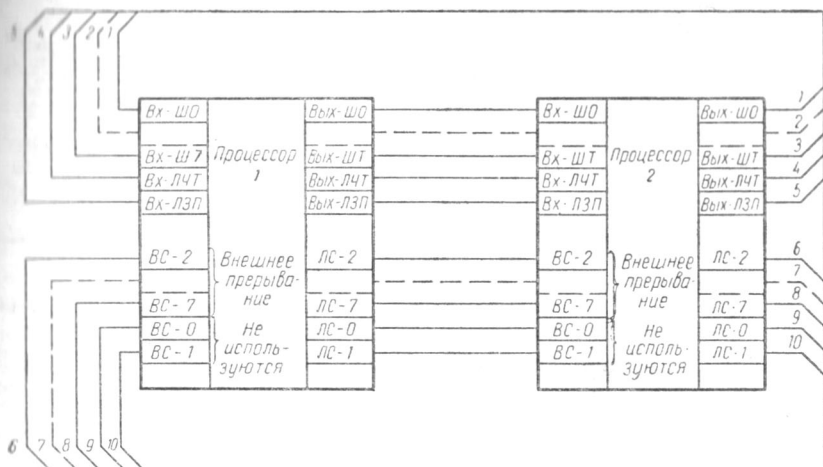 5 4 3 2 1
Вх-ШО Вых-ШО Вх-ШО Вых-ШО 1
2
Вх-Ш7 Процессор Вых-ШТ Вх-ШТ Процессор Вых-ШТ 3
Вх-ЛЧТ 1 Вых-ЛЧТ Вх-ЛЧТ 2 Вых-ЛЧТ 4
Вх-ЛЗП Вых-ЛЗП Вх-ЛЗП Вых-ЛЗП 5
ВС-2 Внешнее ЛС-2 ВС-2 Внешнее ЛС-2 6
прерыва- прерыва- 7
ВС-7 ние ЛС-7 ВС-7 ние ЛС-7 8
ВС-0 Не ЛС-0 ВС-0 Не ЛС-0 9
ВС-1 исполь- ЛС-1 ВС-1 исполь- ЛС-1 10
зуются зуются
6 7 8 9 10